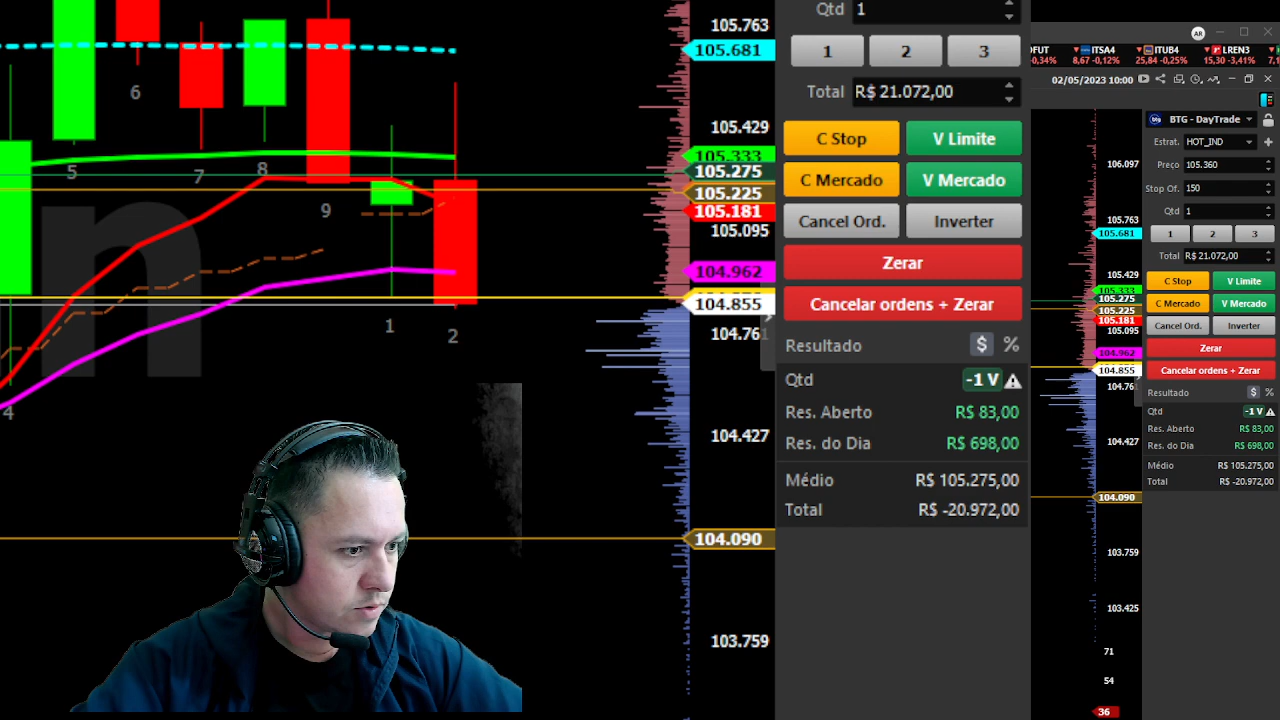 105.763
105.681
105.429
105.333
105.275
105.225
105.181
105.095
104.962
104.855
104.427
104.090
103.759
4
5
6
7
8
9
1
2
n
Qtd 1
1 2 3
Total R$ 21.072,00
C Stop V Limite
C Mercado V Mercado
Cancel Ord. Inverter
Zerar
Cancelar ordens + Zerar
Resultado $ %
Qtd -1 V
Res. Aberto R$ 83,00
Res. do Dia R$ 698,00
Médio R$ 105.275,00
Total R$ -20.972,00
AR
ITSA4 ITUB4 LREN3
-0,34% 8,67 -0,12% 25,84 -0,25% 15,30 -3,41%
02/05/2023 10:00
106.097
105.763
105.681
105.429
105.333
105.275
105.225
105.181
105.095
104.962
104.855
104.427
104.090
103.759
103.425
71
54
36
BTG - DayTrade
Estrat. HOT_IND
Preço 105.360
Stop Of. 150
Qtd 1
1 2 3
Total R$ 21.072,00
C Stop V Limite
C Mercado V Mercado
Cancel Ord. Inverter
Zerar
Cancelar ordens + Zerar
Resultado $ %
Qtd -1 V
Res. Aberto R$ 83,00
Res. do Dia R$ 698,00
Médio R$ 105.275,00
Total R$ -20.972,00